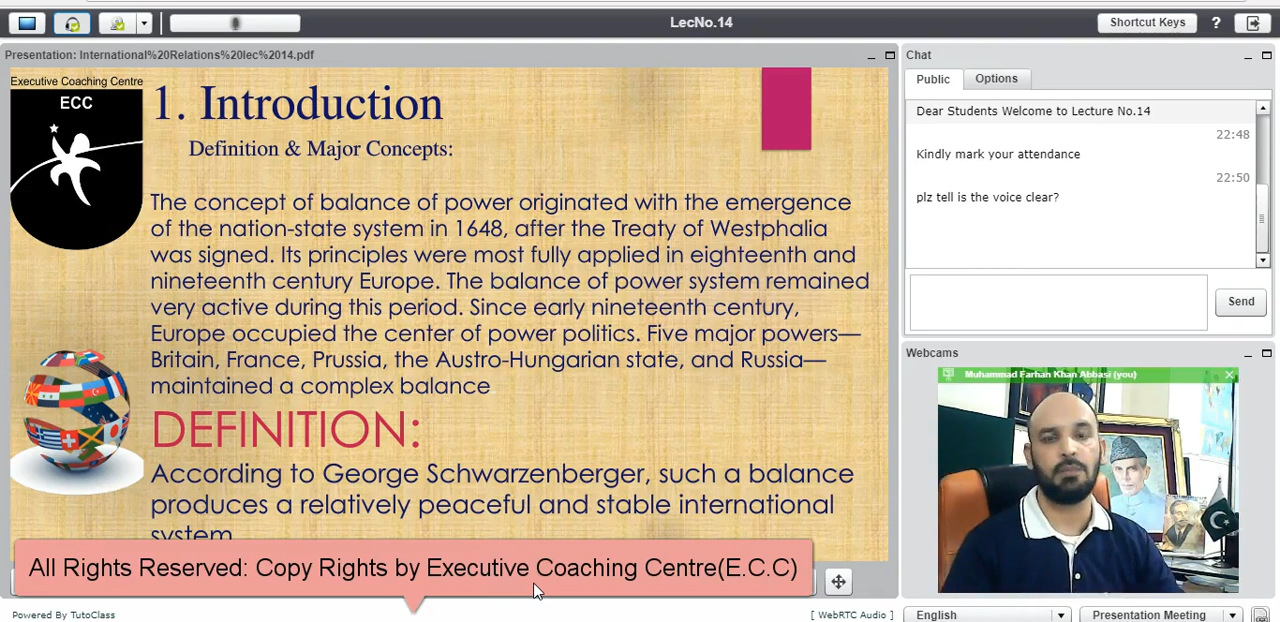 LecNo.14
Shortcut Keys
?
Presentation: International%20Relations%20lec%2014.pdf
Executive Coaching Centre
ECC
1. Introduction
Definition & Major Concepts:
The concept of balance of power originated with the emergence
of the nation-state system in 1648, after the Treaty of Westphalia
was signed. Its principles were most fully applied in eighteenth and
nineteenth century Europe. The balance of power system remained
very active during this period. Since early nineteenth century,
Europe occupied the center of power politics. Five major powers—
Britain, France, Prussia, the Austro-Hungarian state, and Russia—
maintained a complex balance
DEFINITION:
According to George Schwarzenberger, such a balance
produces a relatively peaceful and stable international
system
All Rights Reserved: Copy Rights by Executive Coaching Centre(E.C.C)
Powered By TutoClass
[ WebRTC Audio ]
Chat
Public
Options
Dear Students Welcome to Lecture No.14
22:48
Kindly mark your attendance
22:50
plz tell is the voice clear?
Send
Webcams
Muhammad Farhan Khan Abbasi (you)
English
Presentation Meeting